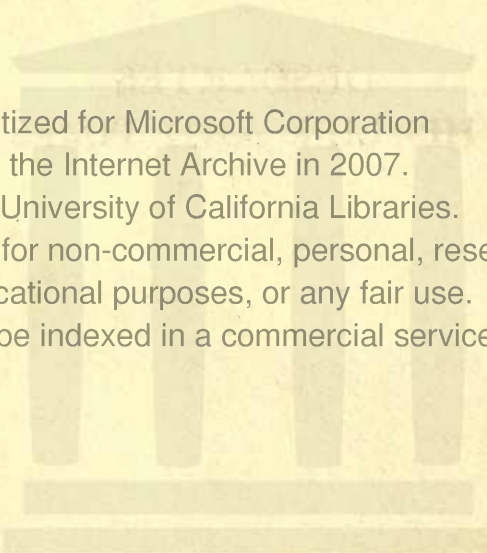 tized for Microsoft Corporation
the Internet Archive in 2007.
University of California Libraries.
for non-commercial, personal, rese
cational purposes, or any fair use.
be indexed in a commercial service